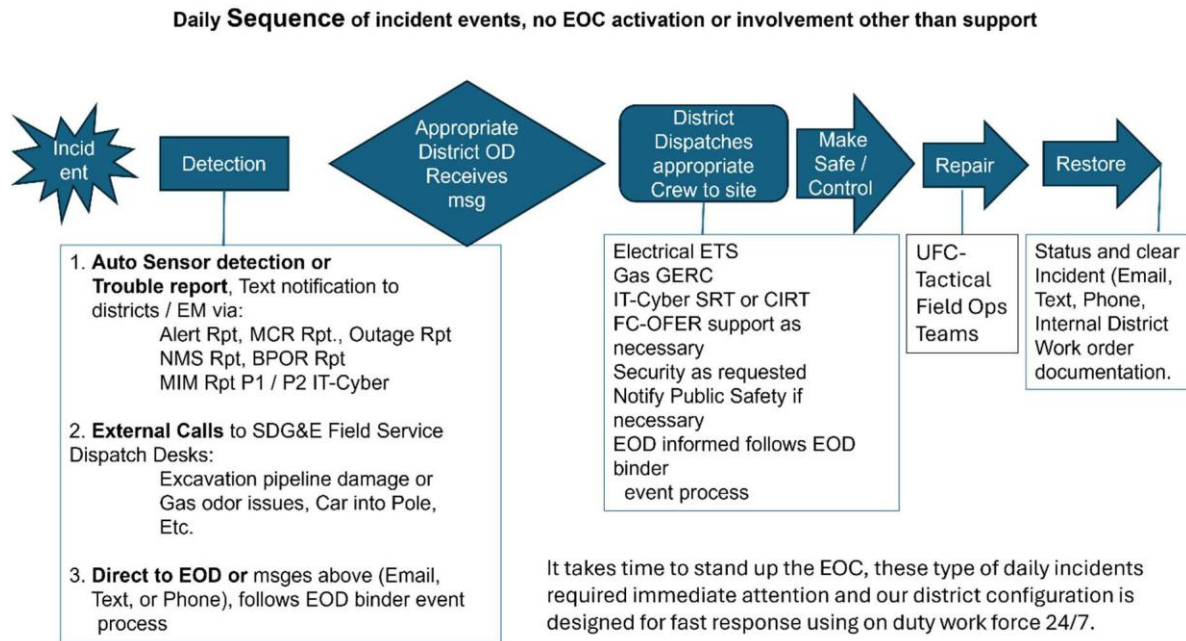 Daily Sequence of incident events, no EOC activation or involvement other than support
Incid
ent
Detection
Appropriate
District OD
Receives
msg
District
Dispatches
appropriate
Crew to site
Make
Safe /
Control
Repair
Restore
1. Auto Sensor detection or
Trouble report, Text notification to
districts / EM via:
Alert Rpt, MCR Rpt., Outage Rpt
NMS Rpt, BPOR Rpt
MIM Rpt P1 / P2 IT-Cyber
2. External Calls to SDG&E Field Service
Dispatch Desks:
Excavation pipeline damage or
Gas odor issues, Car into Pole,
Etc.
3. Direct to EOD or msges above (Email,
Text, or Phone), follows EOD binder event
process
Electrical ETS
Gas GERC
IT-Cyber SRT or CIRT
FC-OFER support as
necessary
Security as requested
Notify Public Safety if
necessary
EOD informed follows EOD
binder
event process
UFC-
Tactical
Field Ops
Teams
Status and clear
Incident (Email,
Text, Phone,
Internal District
Work order
documentation.
It takes time to stand up the EOC, these type of daily incidents
required immediate attention and our district configuration is
designed for fast response using on duty work force 24/7.